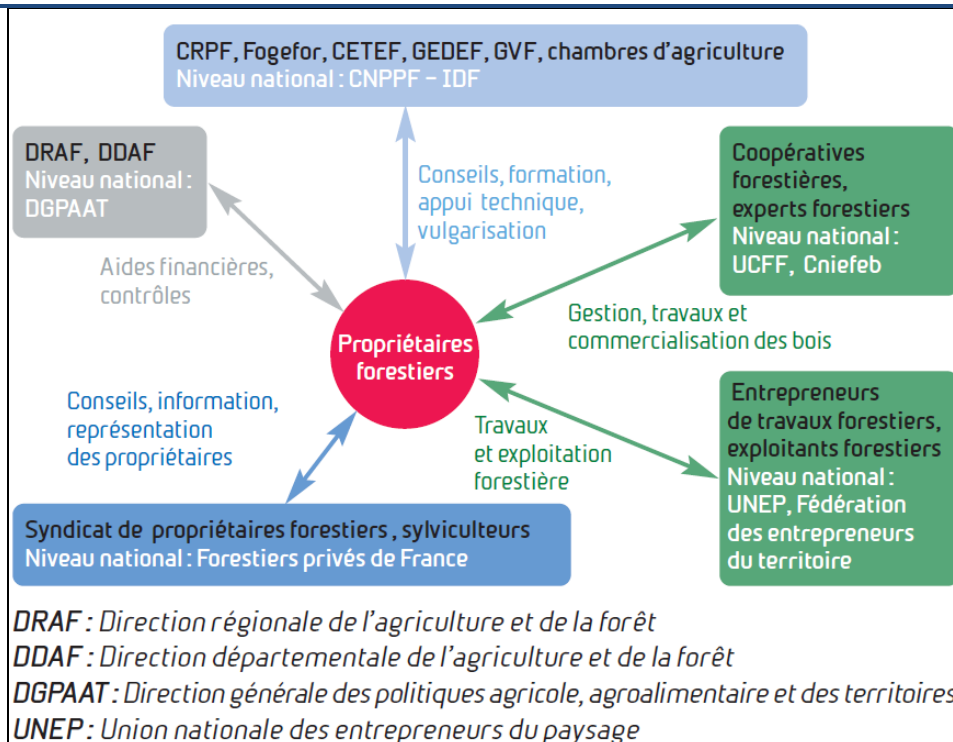 CRPF, Fogefor, CETEF, GEDEF, GVF, chambres d'agriculture
Niveau national : CNPPF – IDF
DRAF, DDAF
Niveau national :
DGPAAT
Conseils, formation,
appui technique,
vulgarisation
Coopératives
forestières,
experts forestiers
Niveau national :
UCFF, Cniefeb
Aides financières,
contrôles
Propriétaires
forestiers
Gestion, travaux et
commercialisation des bois
Conseils, information,
représentation
des propriétaires
Travaux
et exploitation
forestière
Entrepreneurs
de travaux forestiers,
exploitants forestiers
Niveau national :
UNEP, Fédération
des entrepreneurs
du territoire
Syndicat de propriétaires forestiers , sylviculteurs
Niveau national : Forestiers privés de France
DRAF : Direction régionale de l'agriculture et de la forêt
DDAF : Direction départementale de l'agriculture et de la forêt
DGPAAT : Direction générale des politiques agricole, agroalimentaire et des territoires
UNEP : Union nationale des entrepreneurs du paysage